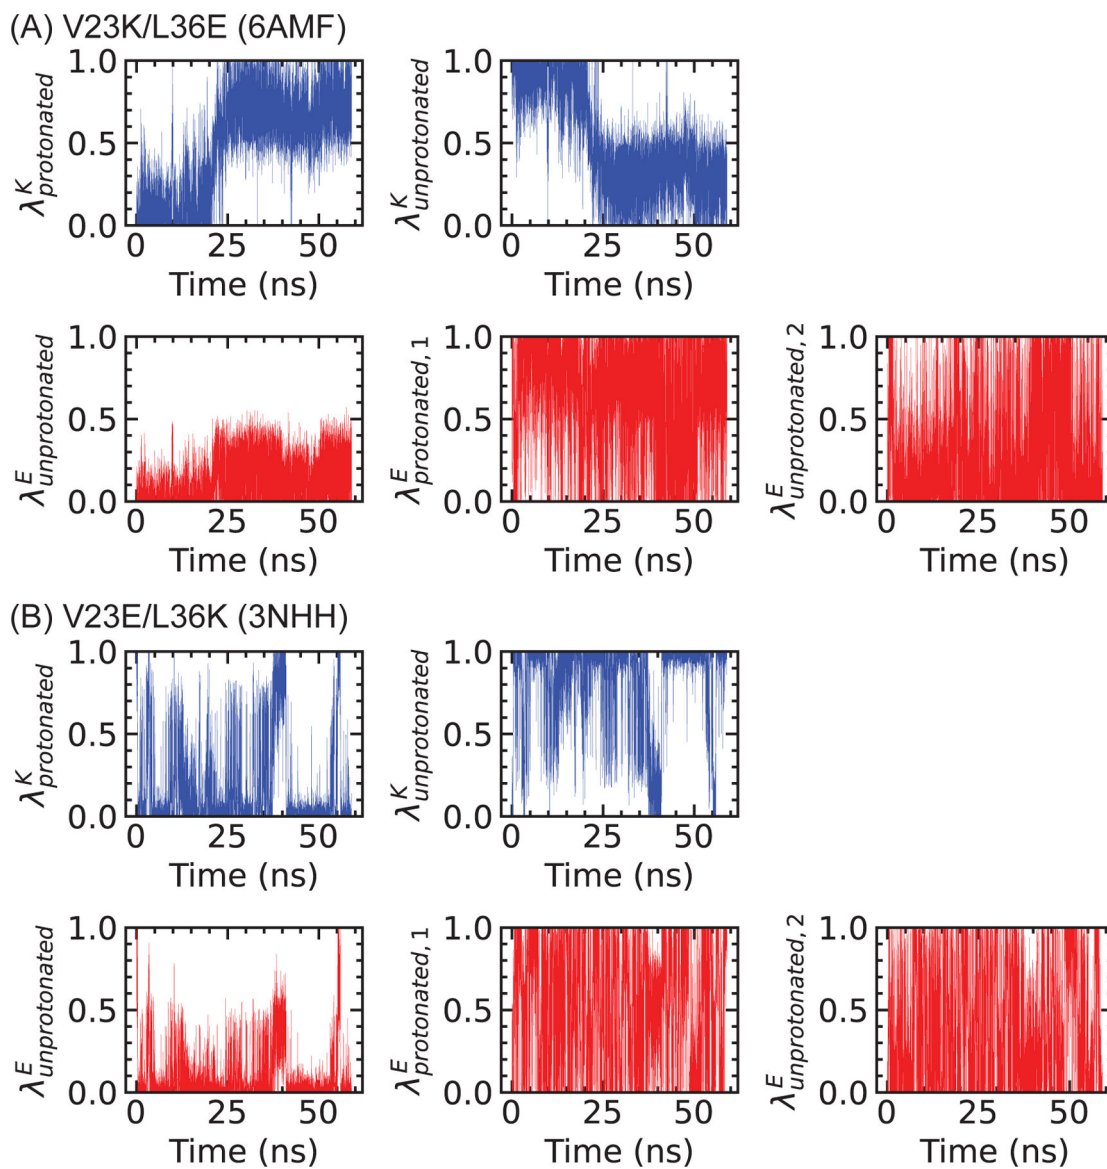 (A) V23K/L36E (6AMF)
λ^K_protonated
1.0
0.5
0.0
0 25 50
Time (ns)
λ^K_unprotonated
1.0
0.5
0.0
0 25 50
Time (ns)
λ^E_unprotonated
1.0
0.5
0.0
0 25 50
Time (ns)
λ^E_protonated, 1
1.0
0.5
0.0
0 25 50
Time (ns)
λ^E_unprotonated, 2
1.0
0.5
0.0
0 25 50
Time (ns)
(B) V23E/L36K (3NHH)
λ^K_protonated
1.0
0.5
0.0
0 25 50
Time (ns)
λ^K_unprotonated
1.0
0.5
0.0
0 25 50
Time (ns)
λ^E_unprotonated
1.0
0.5
0.0
0 25 50
Time (ns)
λ^E_protonated, 1
1.0
0.5
0.0
0 25 50
Time (ns)
λ^E_unprotonated, 2
1.0
0.5
0.0
0 25 50
Time (ns)